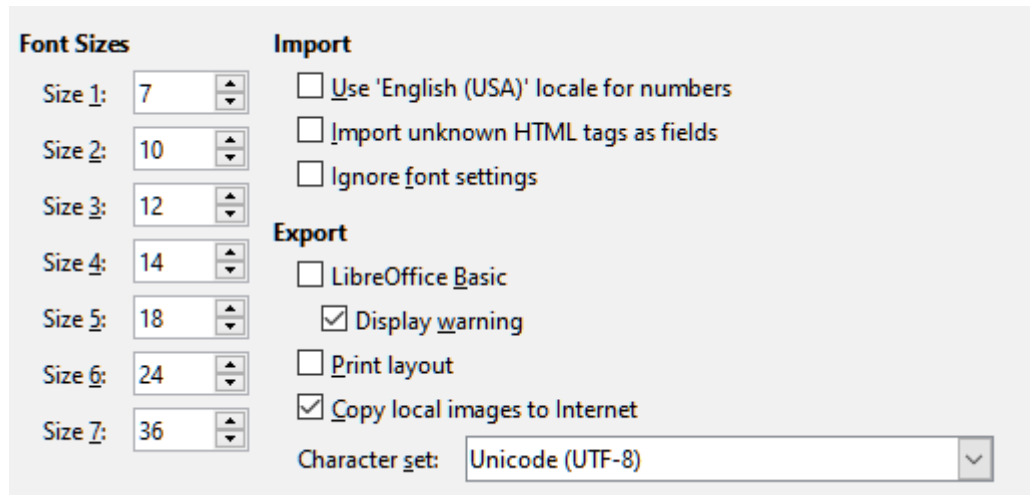 Font Sizes
Size 1: 7
Size 2: 10
Size 3: 12
Size 4: 14
Size 5: 18
Size 6: 24
Size 7: 36
Import
Use 'English (USA)' locale for numbers
Import unknown HTML tags as fields
Ignore font settings
Export
LibreOffice Basic
Display warning
Print layout
Copy local images to Internet
Character set: Unicode (UTF-8)